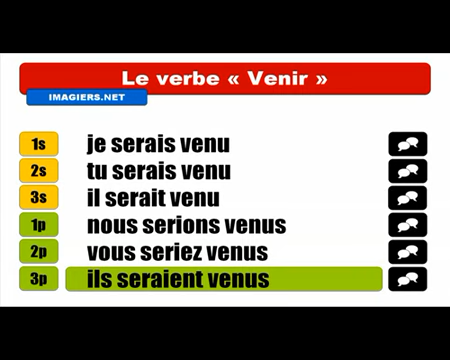 Le verbe « Venir »
IMAGIERS.NET
1s je serais venu
2s tu serais venu
3s il serait venu
1p nous serions venus
2p vous seriez venus
3p ils seraient venus